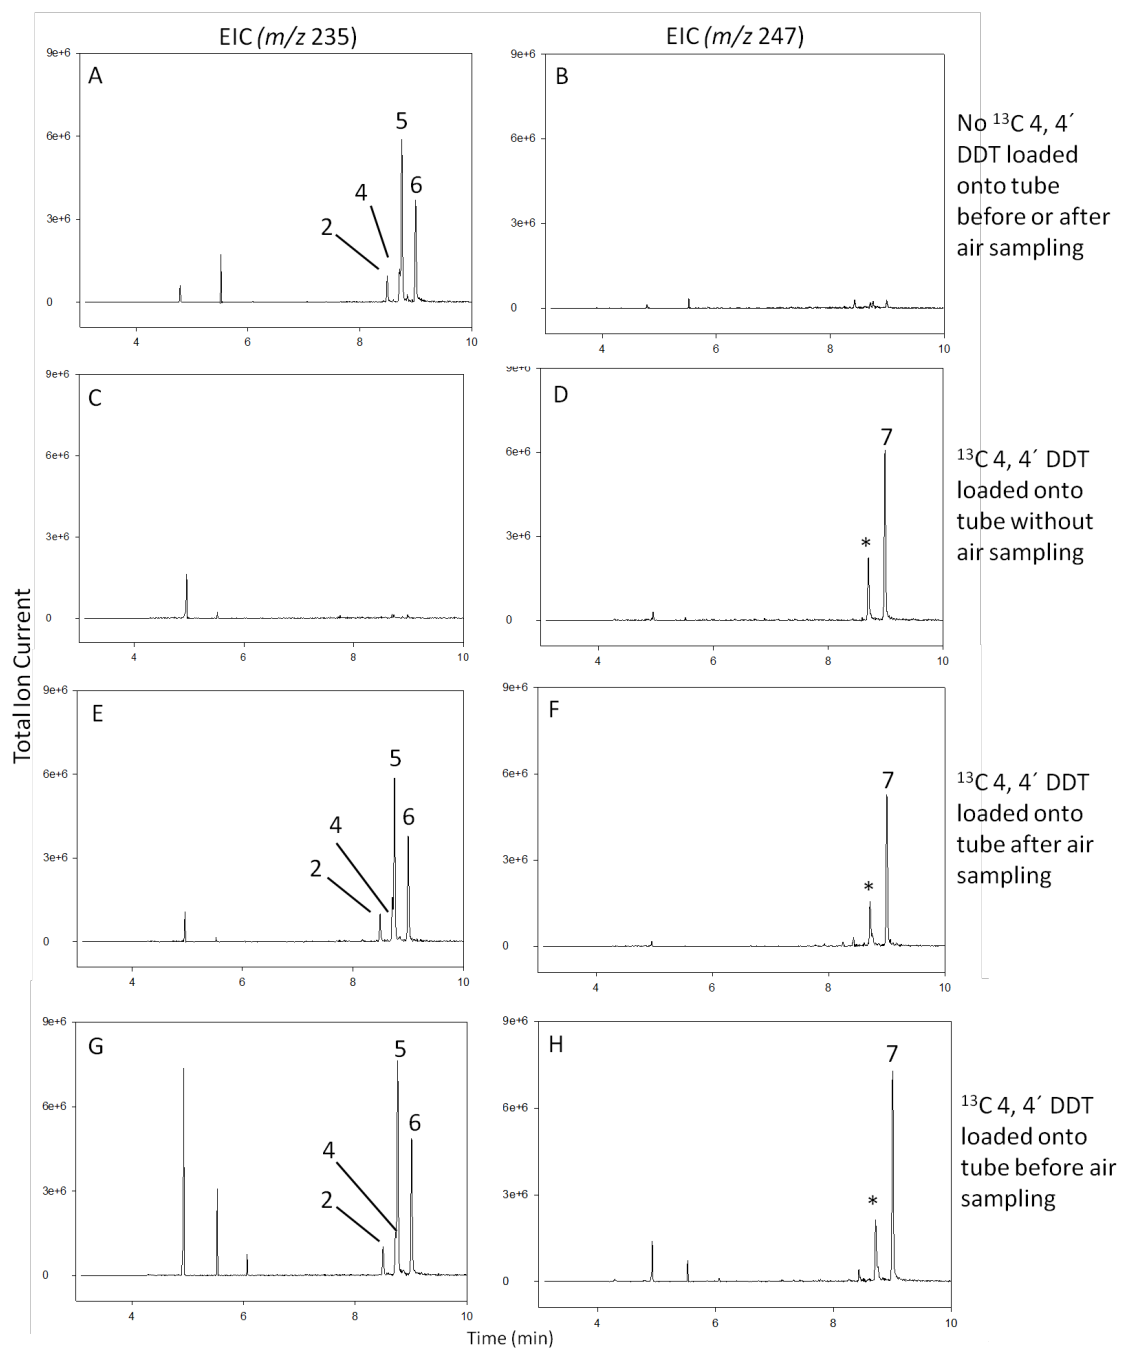 EIC (m/z 235)
EIC (m/z 247)
9e+6
A
5
6e+6
6
4
3e+6
2
0
4
6
8
10
9e+6
B
6e+6
3e+6
0
4
6
8
10
No ¹³C 4, 4´
DDT loaded
onto tube
before or after
air sampling
9e+6
C
6e+6
3e+6
0
4
6
8
10
9e+6
D
7
6e+6
*
3e+6
0
4
6
8
10
¹³C 4, 4´ DDT
loaded onto
tube without
air sampling
Total Ion Current
9e+6
E
5
6e+6
6
4
3e+6
2
0
4
6
8
10
9e+6
F
7
6e+6
3e+6
*
0
4
6
8
10
¹³C 4, 4´ DDT
loaded onto
tube after air
sampling
9e+6
G
5
6e+6
6
4
3e+6
2
0
4
6
8
10
9e+6
H
7
6e+6
3e+6
*
0
4
6
8
10
¹³C 4, 4´ DDT
loaded onto
tube before air
sampling
Time (min)